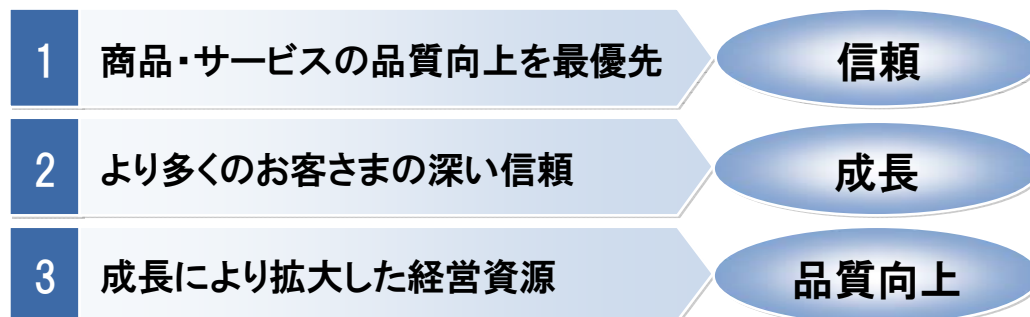 1 商品・サービスの品質向上を最優先 信頼
2 より多くのお客さまの深い信頼 成長
3 成長により拡大した経営資源 品質向上